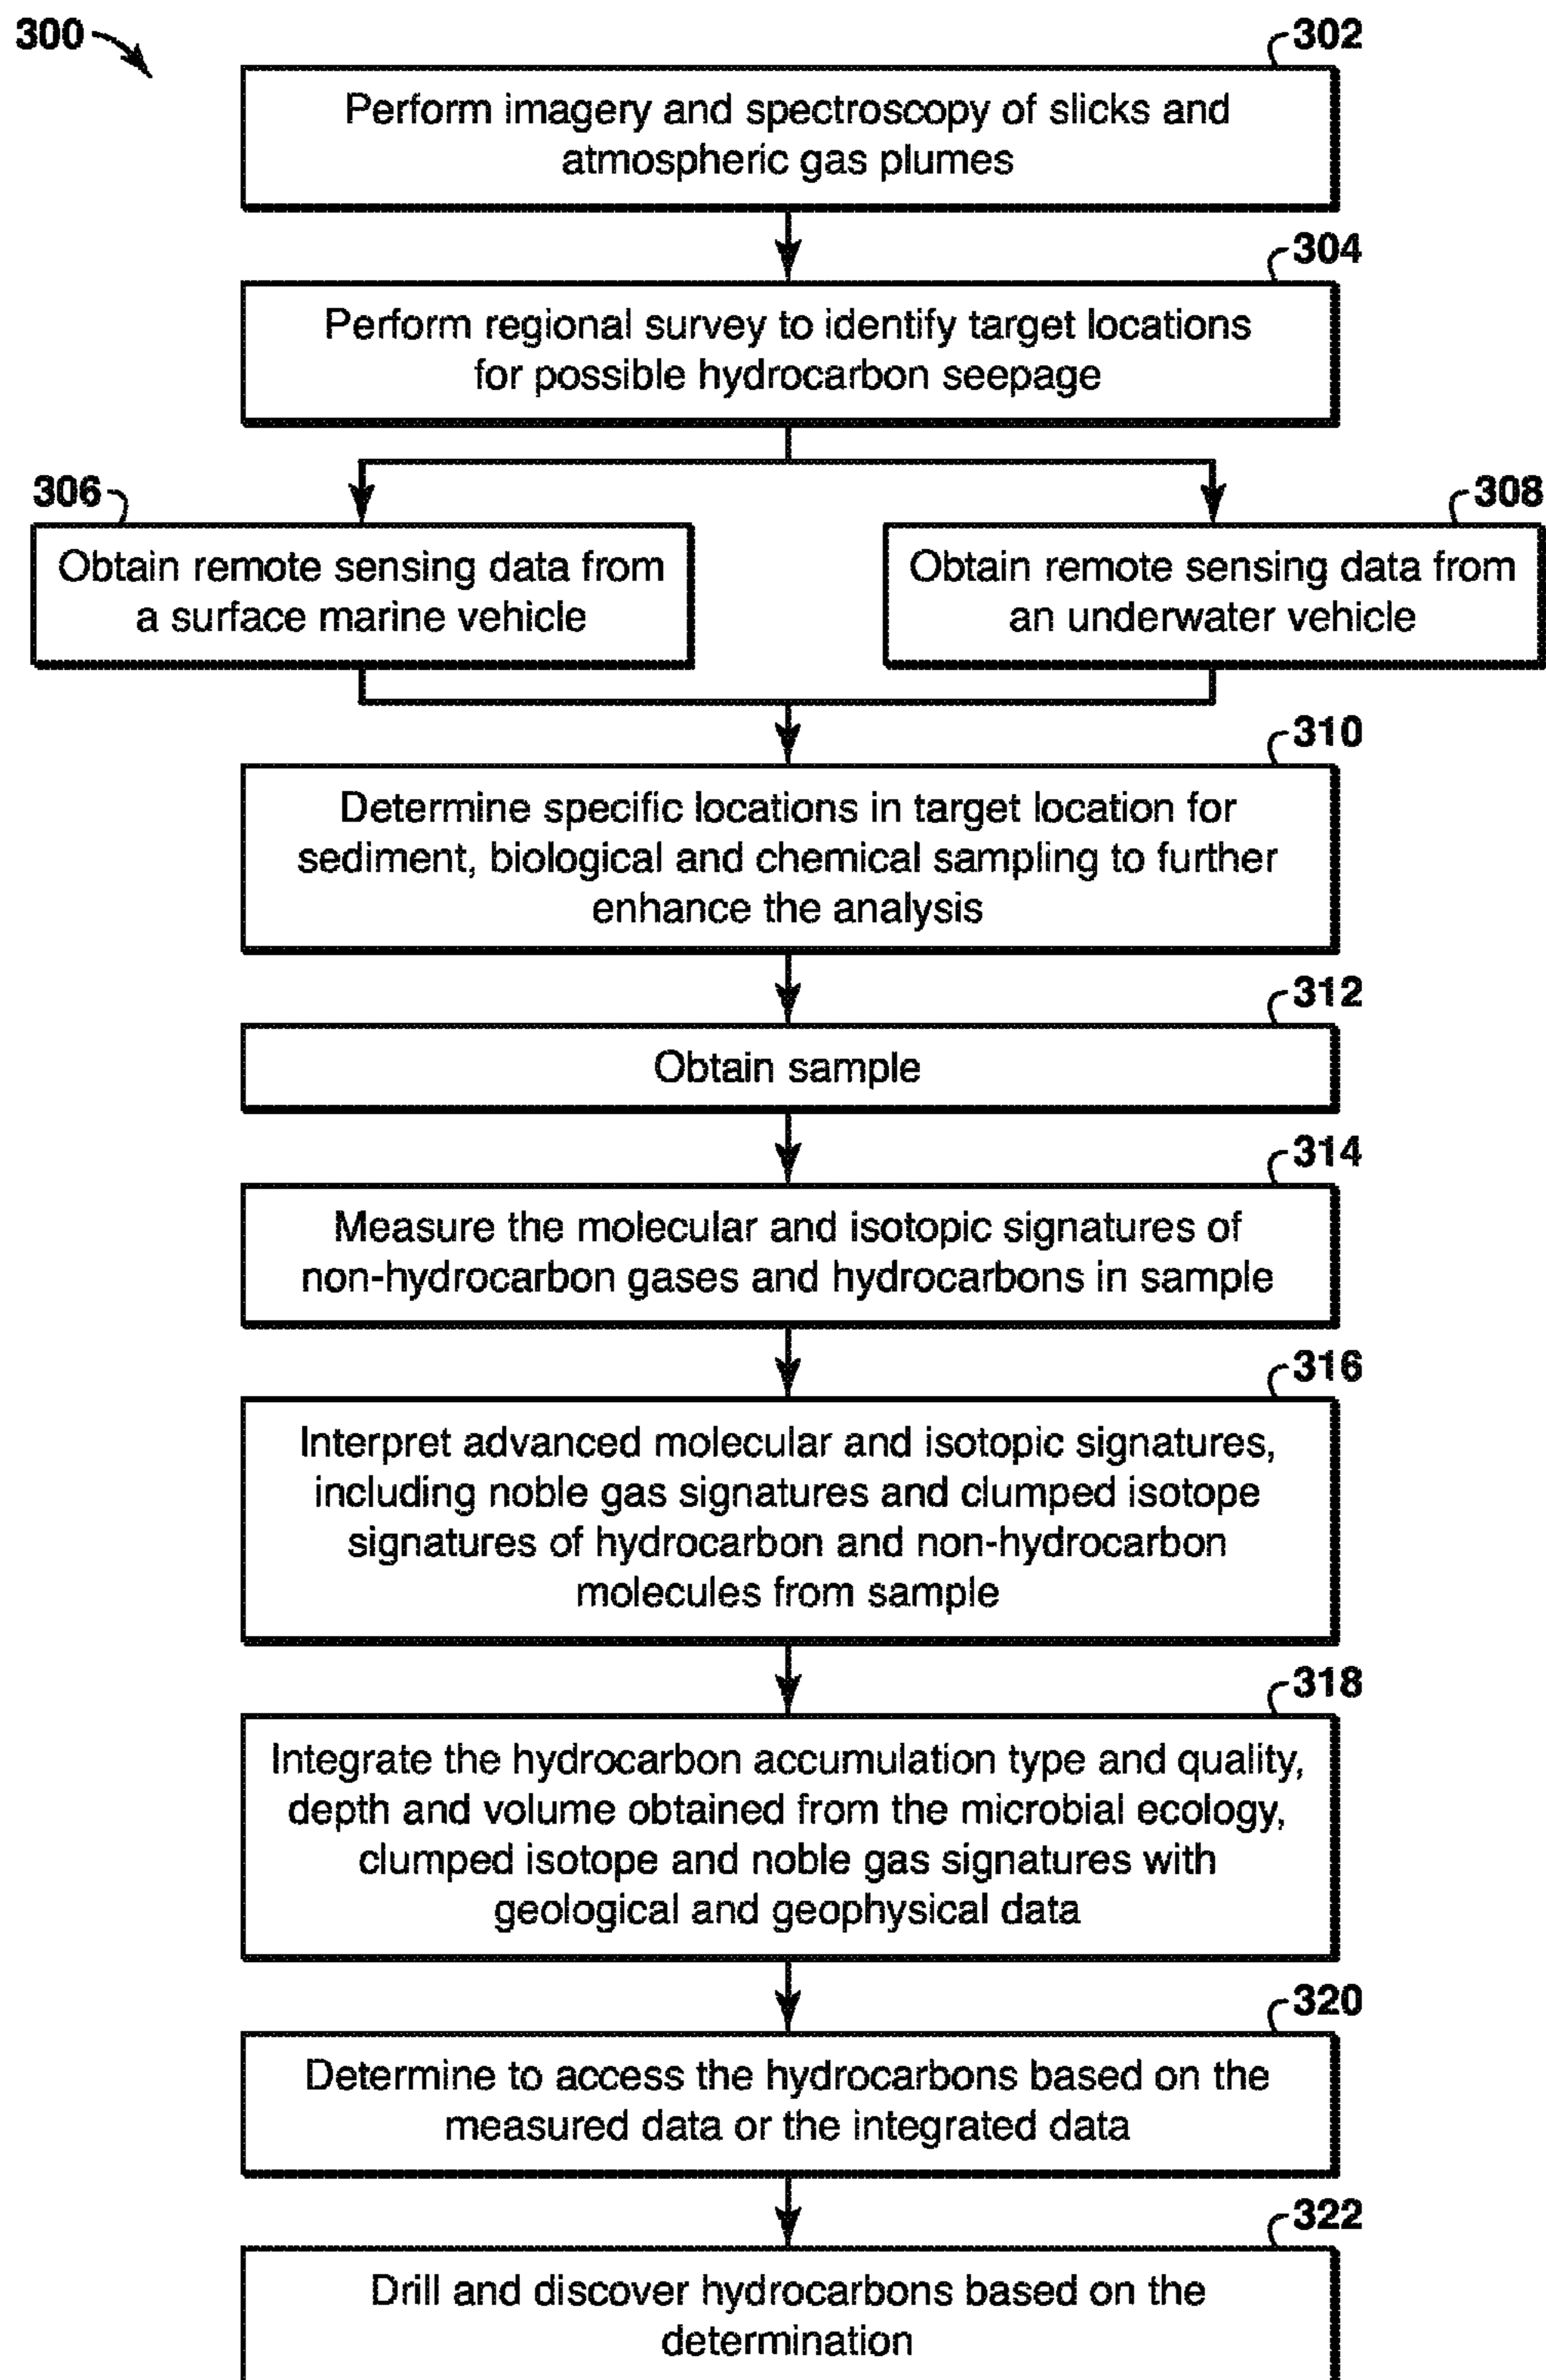 300
302
Perform imagery and spectroscopy of slicks and
atmospheric gas plumes
304
Perform regional survey to identify target locations
for possible hydrocarbon seepage
306
Obtain remote sensing data from
a surface marine vehicle
308
Obtain remote sensing data from
an underwater vehicle
310
Determine specific locations in target location for
sediment, biological and chemical sampling to further
enhance the analysis
312
Obtain sample
314
Measure the molecular and isotopic signatures of
non-hydrocarbon gases and hydrocarbons in sample
316
Interpret advanced molecular and isotopic signatures,
including noble gas signatures and clumped isotope
signatures of hydrocarbon and non-hydrocarbon
molecules from sample
318
Integrate the hydrocarbon accumulation type and quality,
depth and volume obtained from the microbial ecology,
clumped isotope and noble gas signatures with
geological and geophysical data
320
Determine to access the hydrocarbons based on the
measured data or the integrated data
322
Drill and discover hydrocarbons based on the
determination